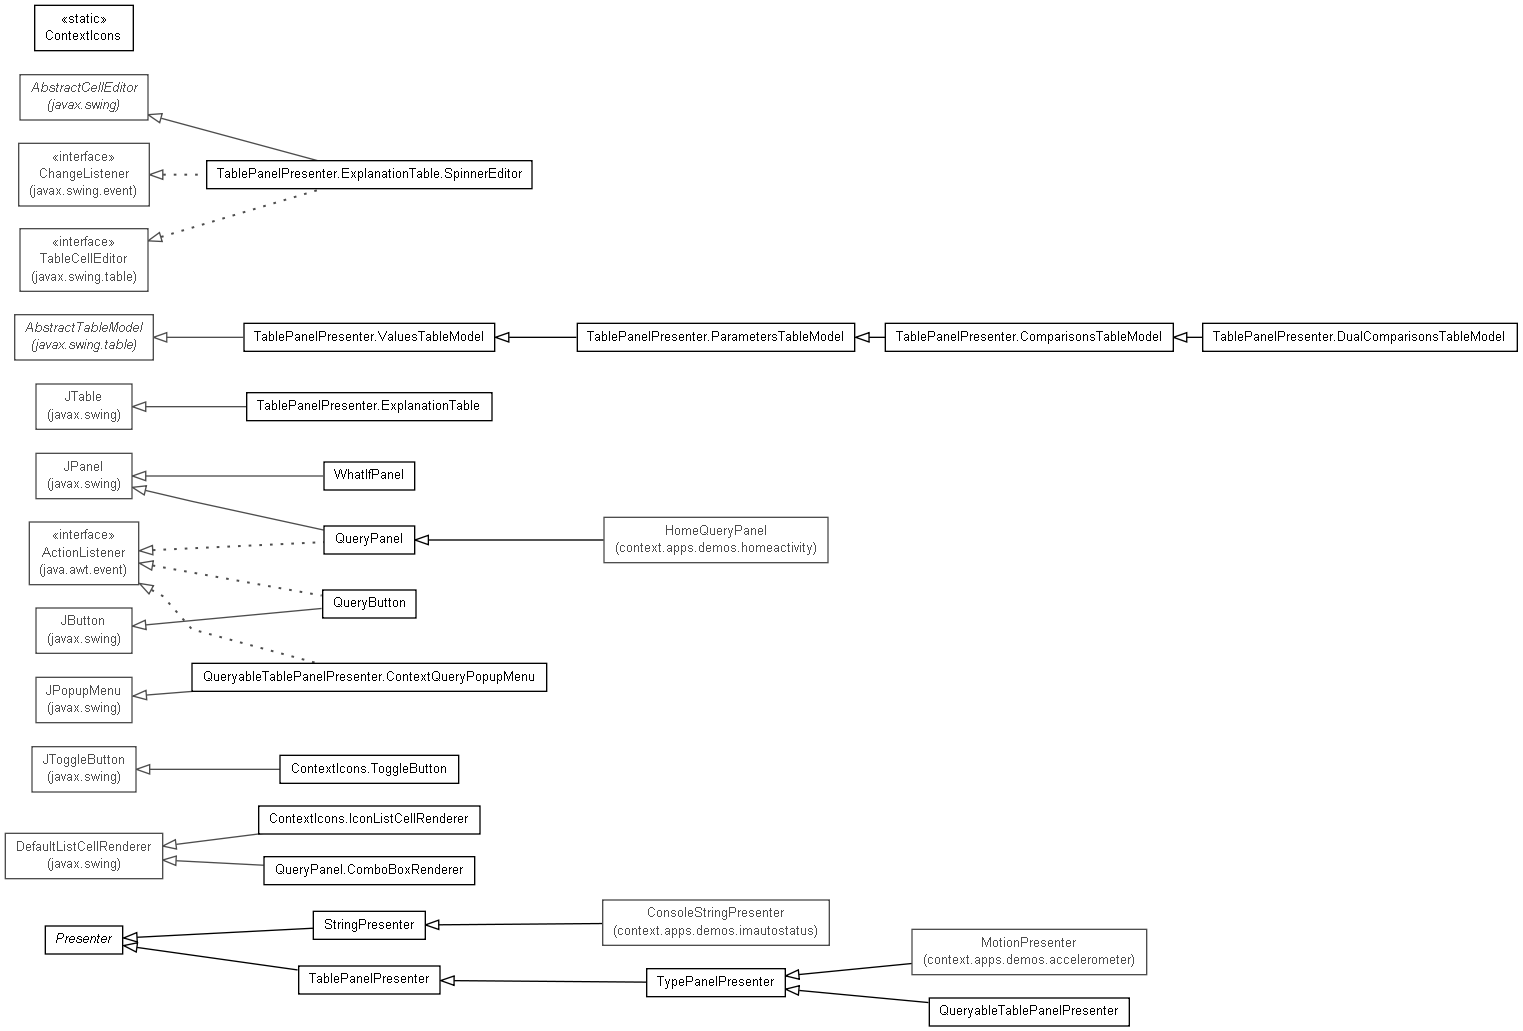 «static»
ContextIcons
AbstractCellEditor
(javax.swing)
«interface»
ChangeListener
(javax.swing.event)
TablePanelPresenter.ExplanationTable.SpinnerEditor
«interface»
TableCellEditor
(javax.swing.table)
AbstractTableModel
(javax.swing.table)
TablePanelPresenter.ValuesTableModel
TablePanelPresenter.ParametersTableModel
TablePanelPresenter.ComparisonsTableModel
TablePanelPresenter.DualComparisonsTableModel
JTable
(javax.swing)
TablePanelPresenter.ExplanationTable
JPanel
(javax.swing)
WhatIfPanel
«interface»
ActionListener
(java.awt.event)
QueryPanel
HomeQueryPanel
(context.apps.demos.homeactivity)
QueryButton
JButton
(javax.swing)
QueryableTablePanelPresenter.ContextQueryPopupMenu
JPopupMenu
(javax.swing)
JToggleButton
(javax.swing)
ContextIcons.ToggleButton
ContextIcons.IconListCellRenderer
DefaultListCellRenderer
(javax.swing)
QueryPanel.ComboBoxRenderer
Presenter
StringPresenter
ConsoleStringPresenter
(context.apps.demos.imautostatus)
TablePanelPresenter
TypePanelPresenter
MotionPresenter
(context.apps.demos.accelerometer)
QueryableTablePanelPresenter